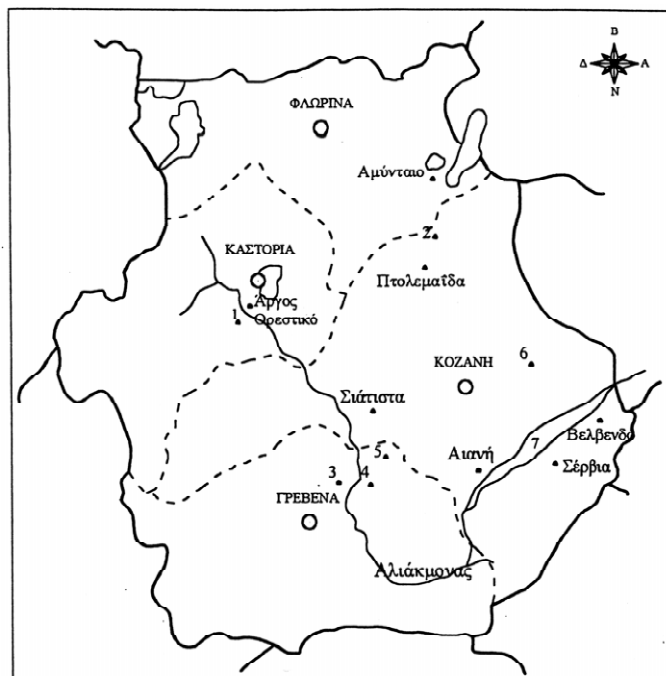 Β
Δ Α
Ν
ΦΛΩΡΙΝΑ
Αμύνταιο
2
ΚΑΣΤΟΡΙΑ
Πτολεμαΐδα
Άργος
1 Ορεστικό
6
ΚΟΖΑΝΗ
Σιάτιστα
Βελβενδο
7
5
Αιανή
Σέρβια
3 4
ΓΡΕΒΕΝΑ
Αλιάκμονας